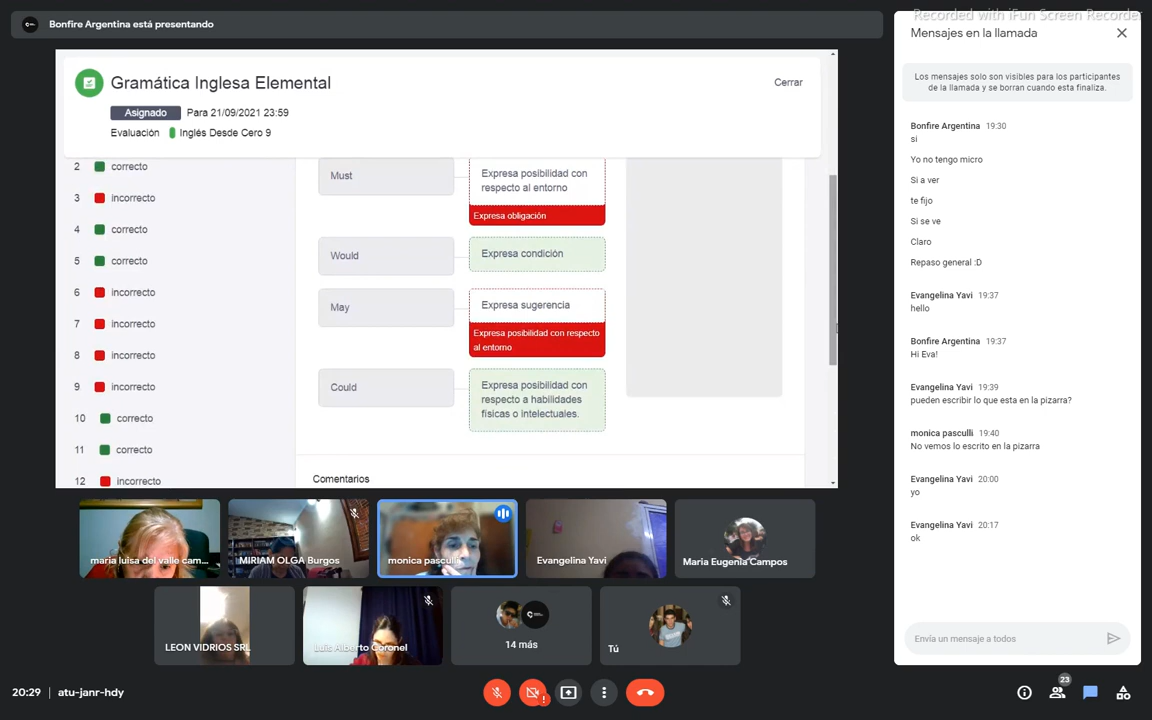 Bonfire Argentina está presentando
Gramática Inglesa Elemental
Cerrar
Asignado Para 21/09/2021 23:59
Evaluación Inglés Desde Cero 9
2 correcto
3 incorrecto
4 correcto
5 correcto
6 incorrecto
7 incorrecto
8 incorrecto
9 incorrecto
10 correcto
11 correcto
12 incorrecto
Must
Expresa posibilidad con
respecto al entorno
Expresa obligación
Would
Expresa condición
May
Expresa sugerencia
Expresa posibilidad con respecto
al entorno
Could
Expresa posibilidad con
respecto a habilidades
físicas o intelectuales.
Comentarios
maria luisa del valle cam...
MIRIAM OLGA Burgos
monica pasculli
Evangelina Yavi
Maria Eugenia Campos
LEON VIDRIOS SRL
Luis Alberto Coronel
14 más
Tú
20:29 | atu-janr-hdy
23
Recorded with iFun Screen Recorder
Mensajes en la llamada
Los mensajes solo son visibles para los participantes
de la llamada y se borran cuando esta finaliza.
Bonfire Argentina 19:30
si
Yo no tengo micro
Si a ver
te fijo
Si se ve
Claro
Repaso general :D
Evangelina Yavi 19:37
hello
Bonfire Argentina 19:37
Hi Eva!
Evangelina Yavi 19:39
pueden escribir lo que esta en la pizarra?
monica pasculli 19:40
No vemos lo escrito en la pizarra
Evangelina Yavi 20:00
yo
Evangelina Yavi 20:17
ok
Envía un mensaje a todos